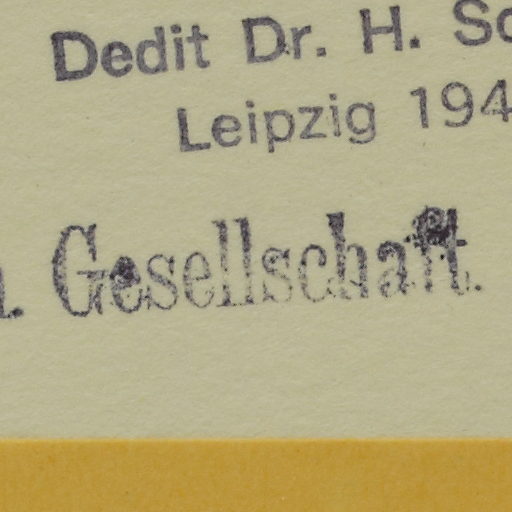 Dedit Dr. H.
Leipzig 194
Gesellschaft.